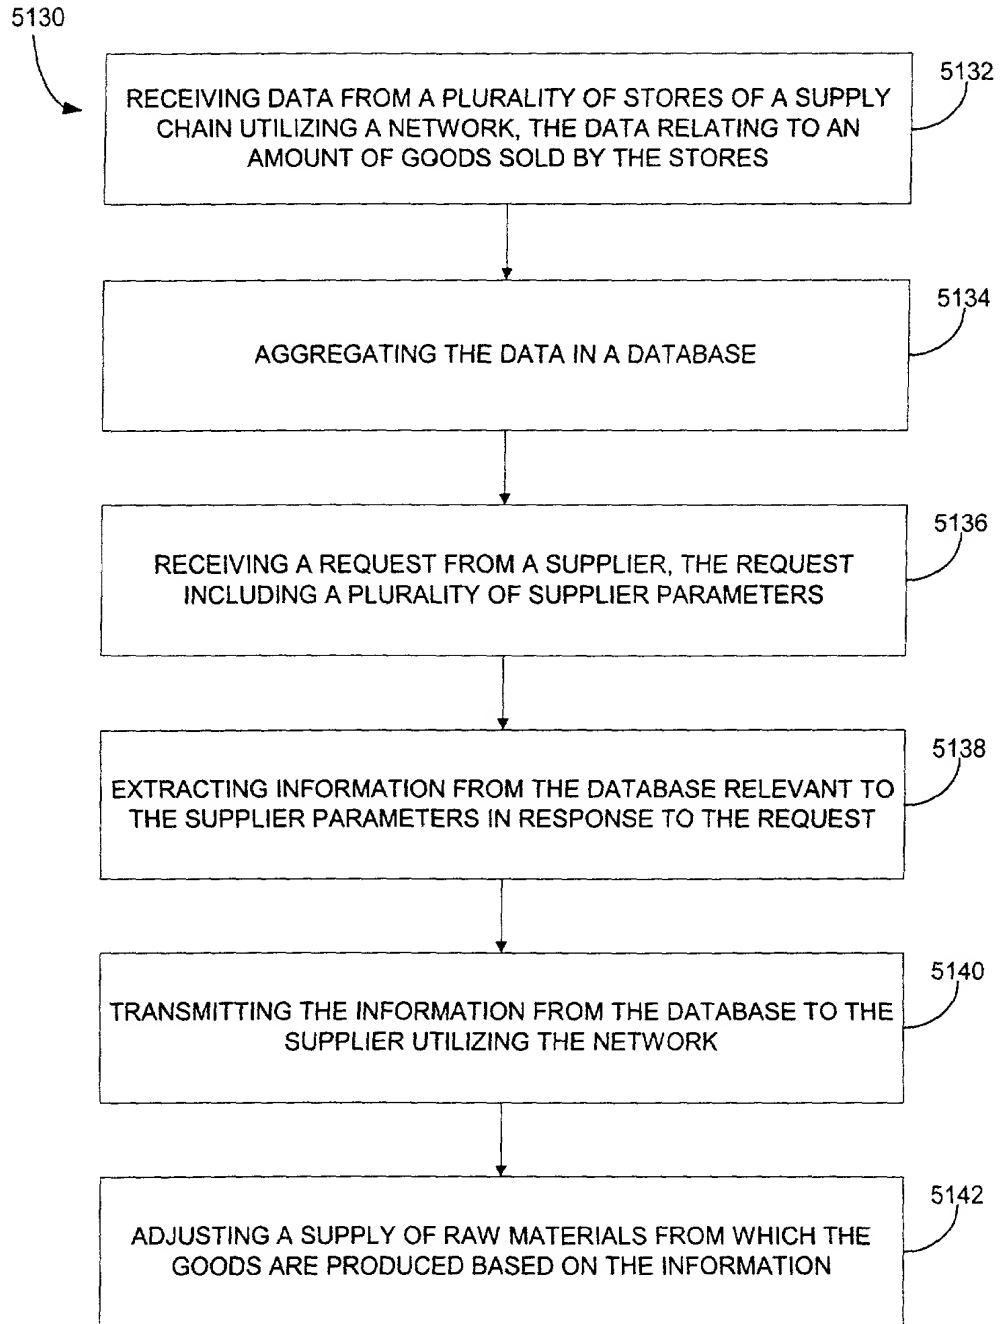 5130
5132
RECEIVING DATA FROM A PLURALITY OF STORES OF A SUPPLY
CHAIN UTILIZING A NETWORK, THE DATA RELATING TO AN
AMOUNT OF GOODS SOLD BY THE STORES
5134
AGGREGATING THE DATA IN A DATABASE
5136
RECEIVING A REQUEST FROM A SUPPLIER, THE REQUEST
INCLUDING A PLURALITY OF SUPPLIER PARAMETERS
5138
EXTRACTING INFORMATION FROM THE DATABASE RELEVANT TO
THE SUPPLIER PARAMETERS IN RESPONSE TO THE REQUEST
5140
TRANSMITTING THE INFORMATION FROM THE DATABASE TO THE
SUPPLIER UTILIZING THE NETWORK
5142
ADJUSTING A SUPPLY OF RAW MATERIALS FROM WHICH THE
GOODS ARE PRODUCED BASED ON THE INFORMATION